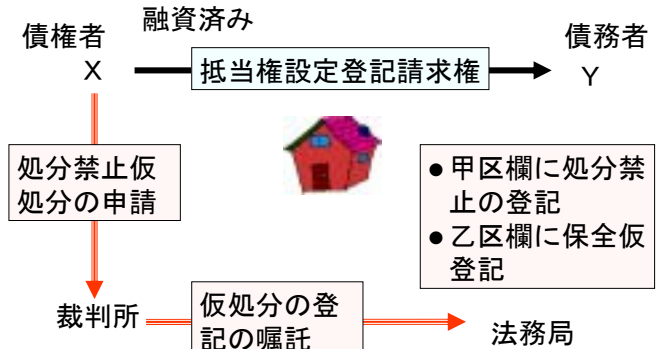 融資済み
債権者
X
抵当権設定登記請求権
債務者
Y
処分禁止仮
処分の申請
●甲区欄に処分禁
止の登記
●乙区欄に保全仮
登記
裁判所
仮処分の登
記の嘱託
法務局